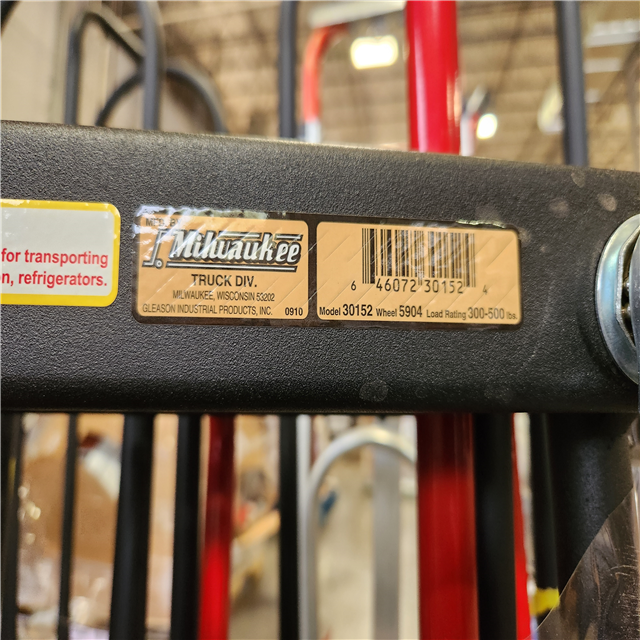 for transporting
n, refrigerators.
Milwaukee
TRUCK DIV.
MILWAUKEE, WISCONSIN 53202
GLEASON INDUSTRIAL PRODUCTS, INC. 0910
6 46072 30152 4
Model 30152 Wheel 5904 Load Rating 300-500 lbs.